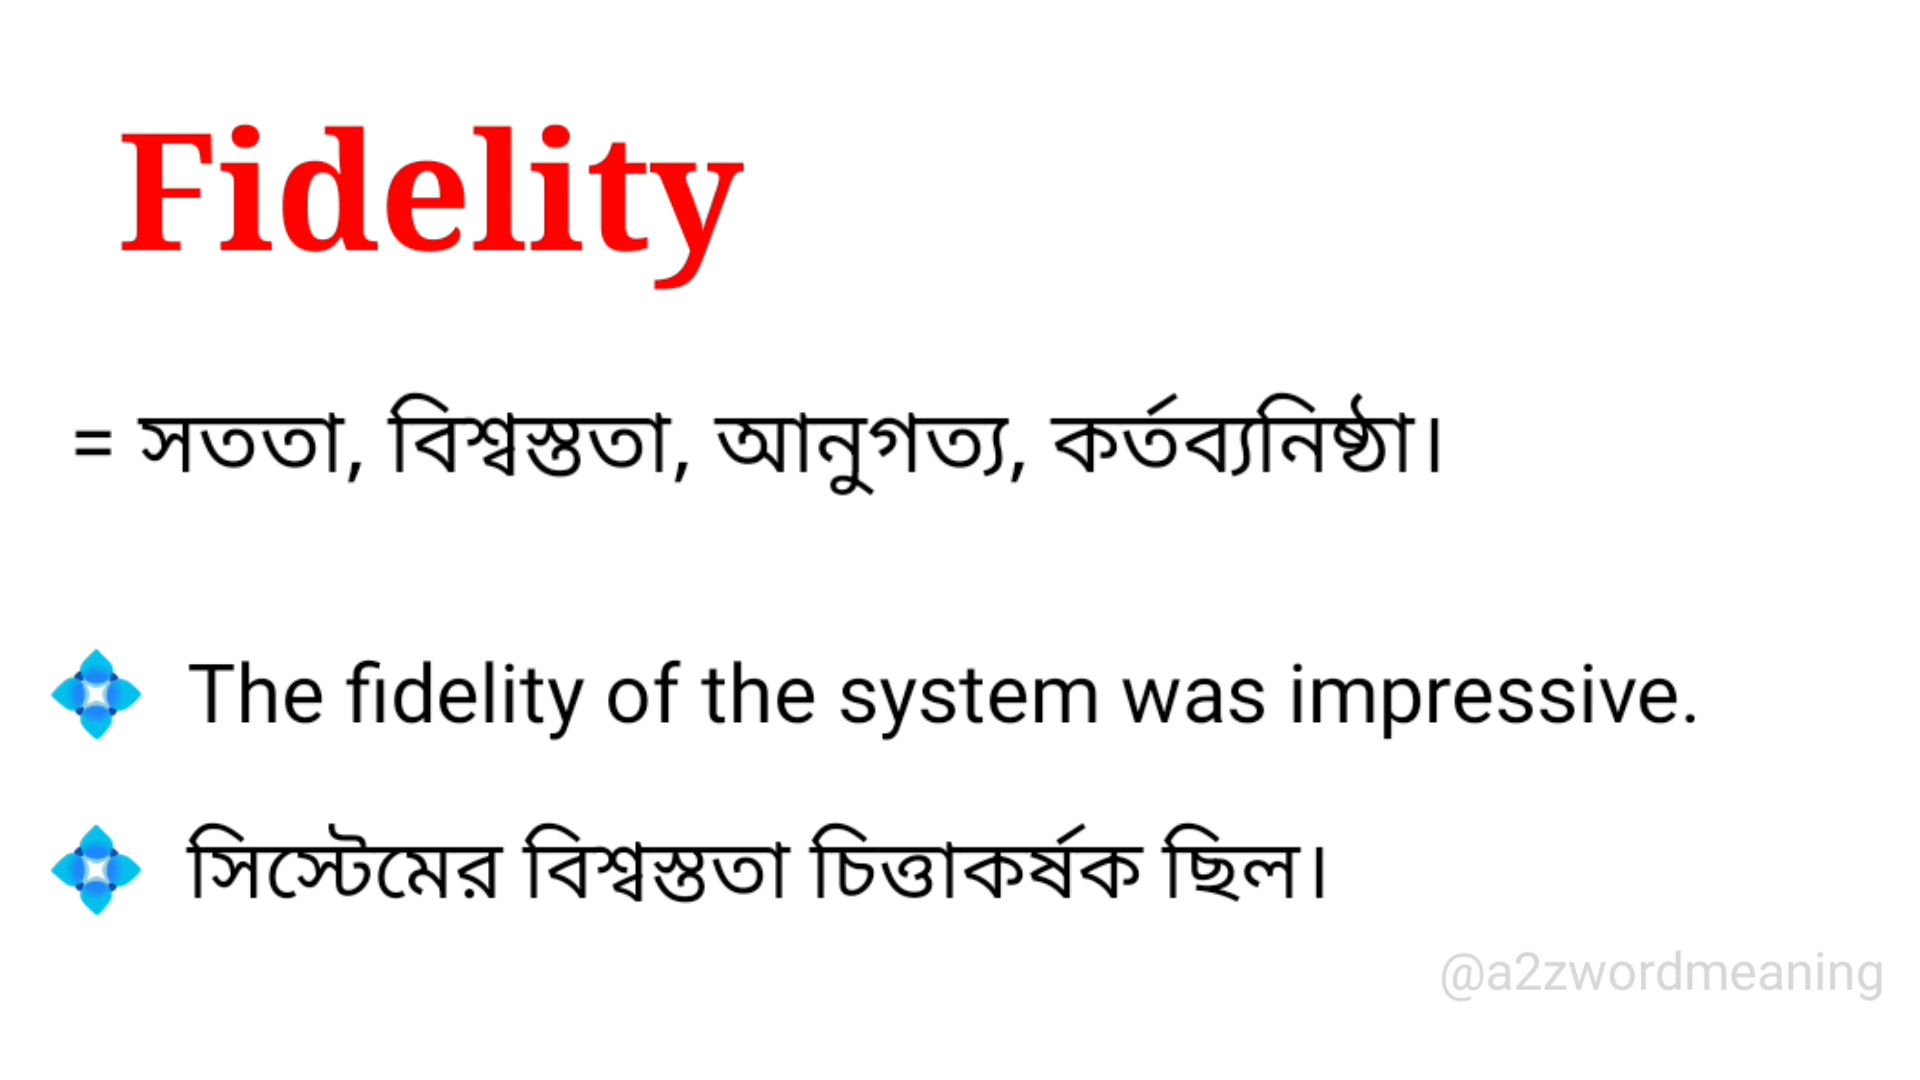 Fidelity
= সততা, বিশ্বস্ততা, আনুগত্য, কর্তব্যনিষ্ঠা।
The fidelity of the system was impressive.
সিস্টেমের বিশ্বস্ততা চিত্তাকর্ষক ছিল।
@a2zwordmeaning